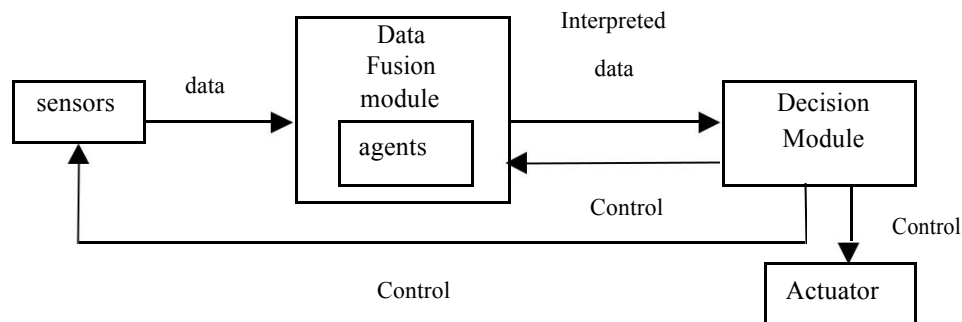 sensors
data
Data
Fusion
module
agents
Interpreted
data
Decision
Module
Control
Control
Actuator
Control